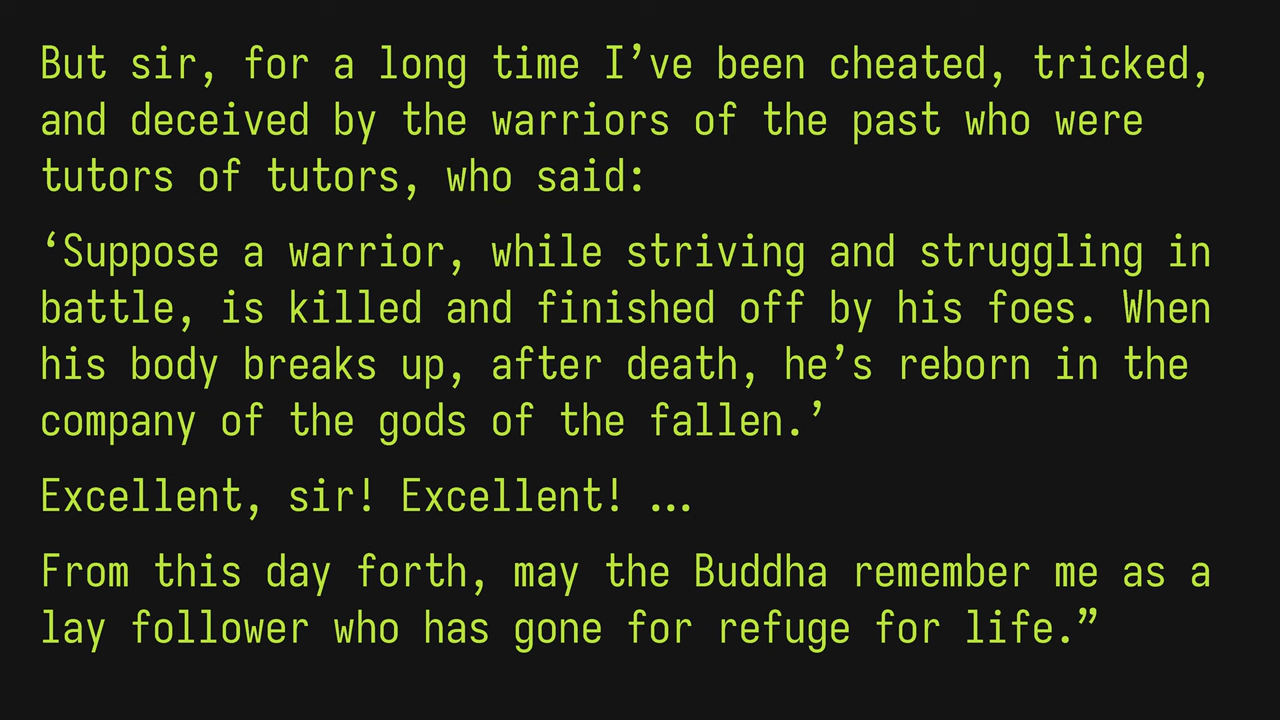 But sir, for a long time I’ve been cheated, tricked,
and deceived by the warriors of the past who were
tutors of tutors, who said:
‘Suppose a warrior, while striving and struggling in
battle, is killed and finished off by his foes. When
his body breaks up, after death, he’s reborn in the
company of the gods of the fallen.’
Excellent, sir! Excellent! …
From this day forth, may the Buddha remember me as a
lay follower who has gone for refuge for life.”